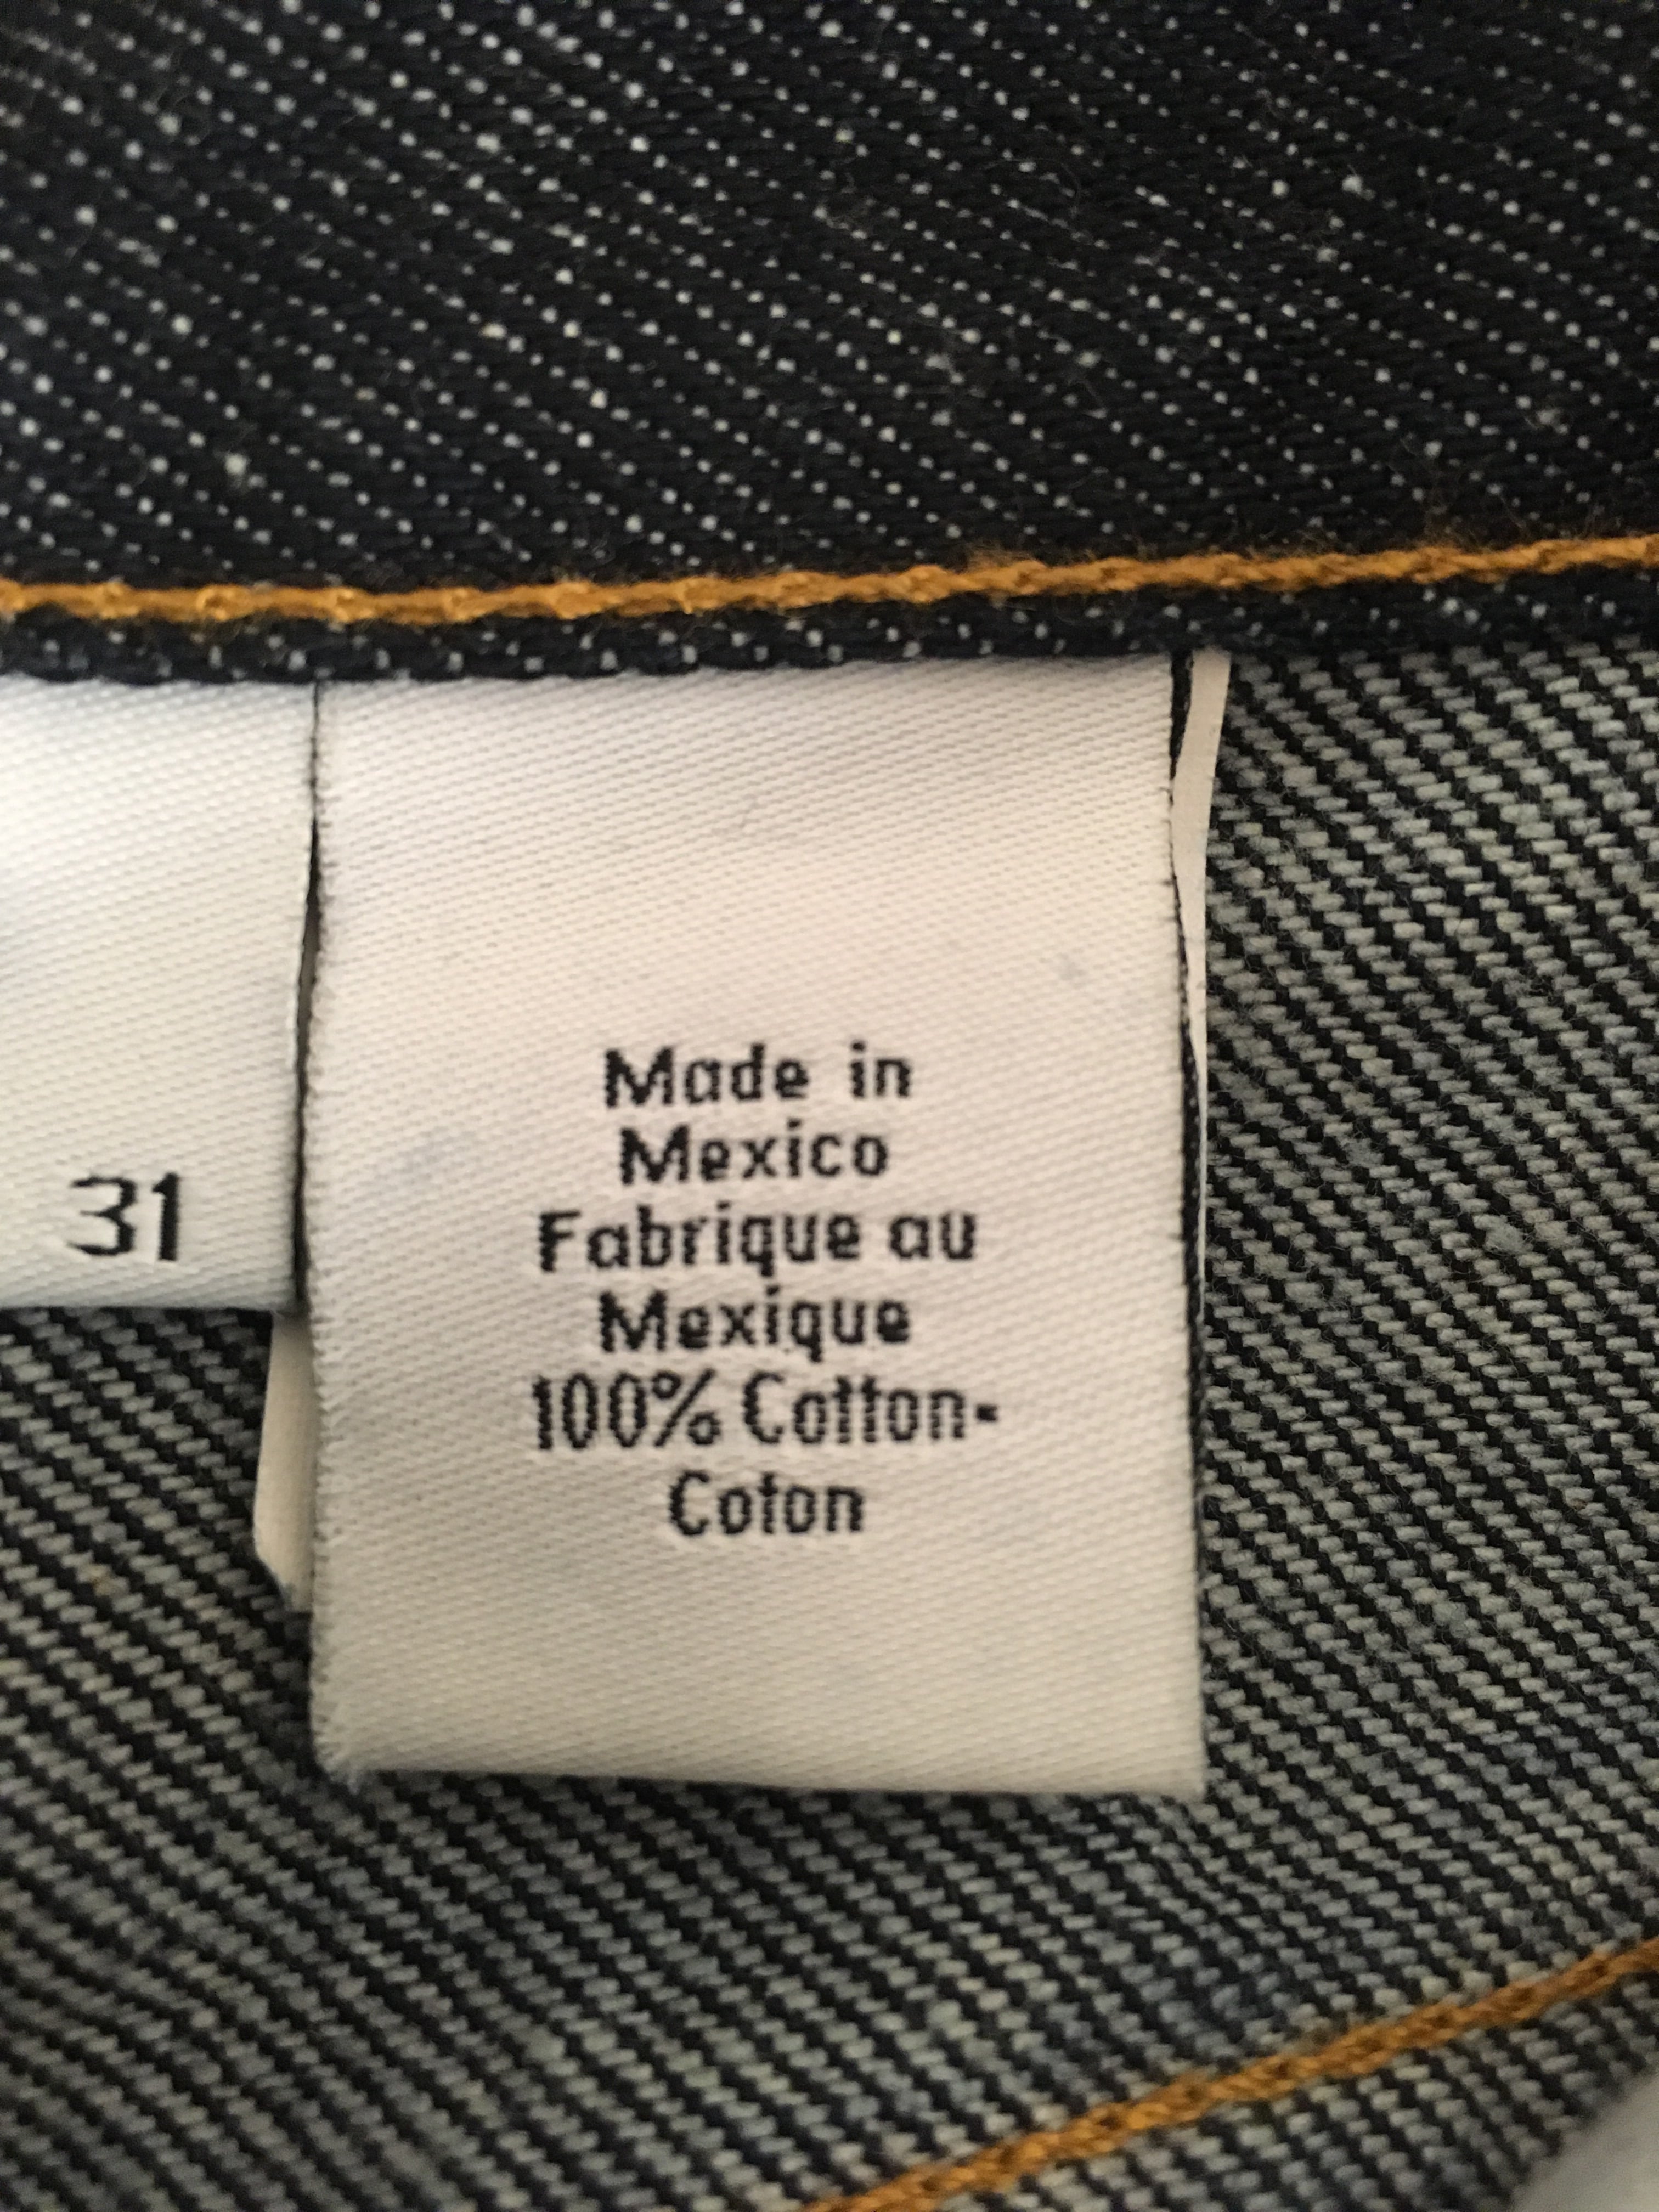 31
Made in
Mexico
Fabrique au
Mexique
100% Cotton-
Coton